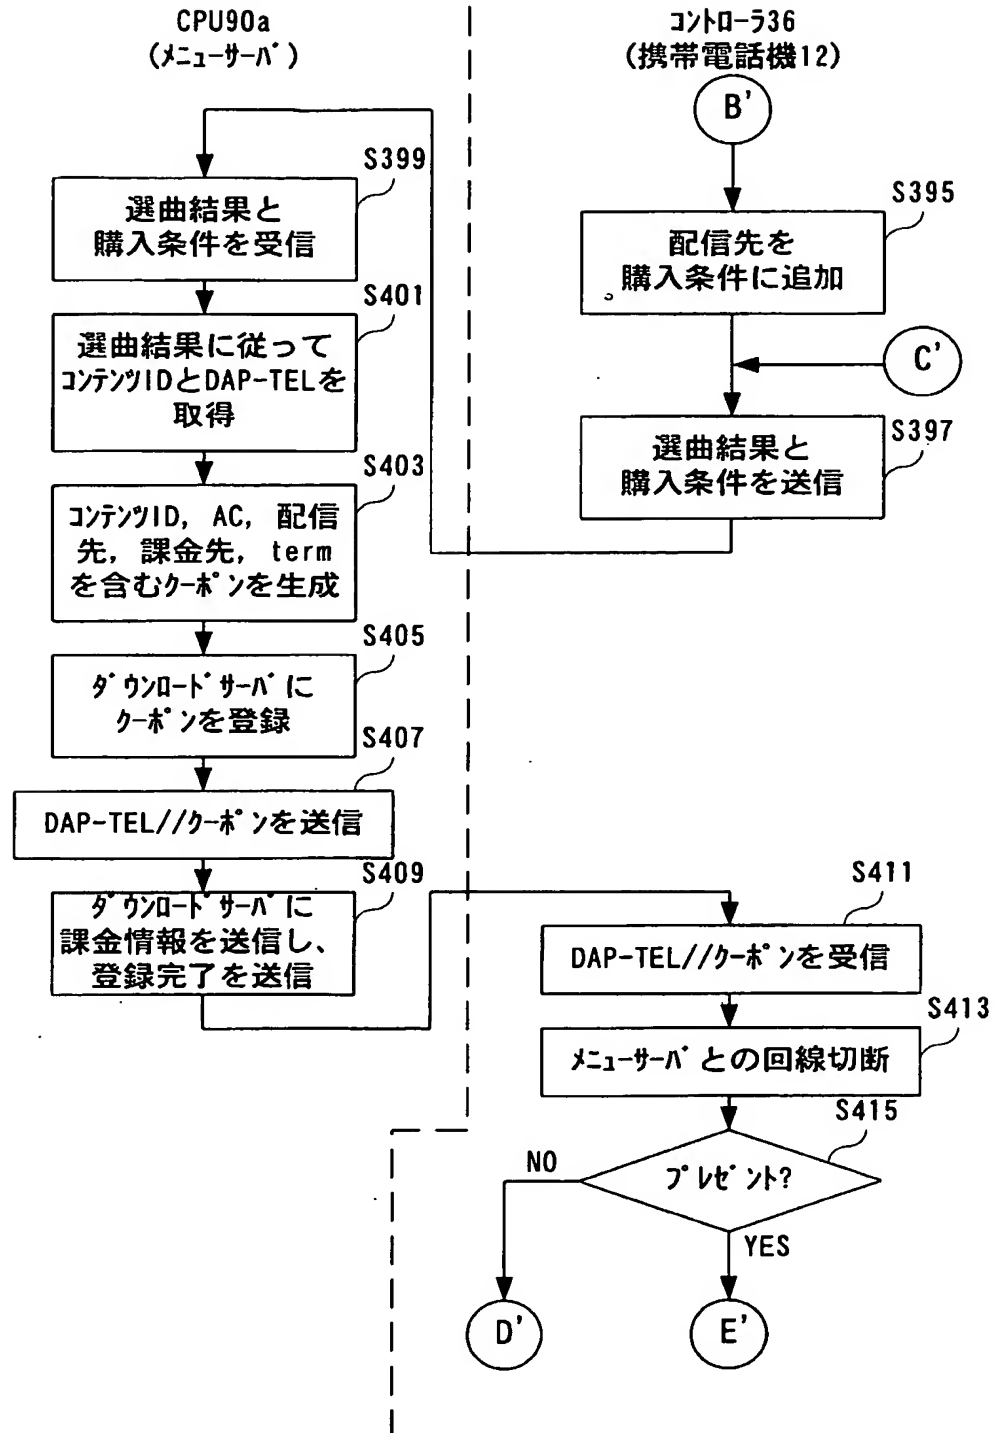 CPU90a
(ﾒﾆｭｰｻｰﾊﾞ)
S399
選曲結果と
購入条件を受信
S401
選曲結果に従って
ｺﾝﾃﾝﾂIDとDAP-TELを
取得
S403
ｺﾝﾃﾝﾂID, AC, 配信
先, 課金先, term
を含むｸｰﾎﾟﾝを生成
S405
ﾀﾞｳﾝﾛｰﾄﾞｻｰﾊﾞに
ｸｰﾎﾟﾝを登録
S407
DAP-TEL//ｸｰﾎﾟﾝを送信
S409
ﾀﾞｳﾝﾛｰﾄﾞｻｰﾊﾞに
課金情報を送信し、
登録完了を送信
ｺﾝﾄﾛｰﾗ36
(携帯電話機12)
B'
S395
配信先を
購入条件に追加
C'
S397
選曲結果と
購入条件を送信
S411
DAP-TEL//ｸｰﾎﾟﾝを受信
S413
ﾒﾆｭｰｻｰﾊﾞとの回線切断
S415
ﾌﾟﾚｾﾞﾝﾄ?
NO
YES
D'
E'